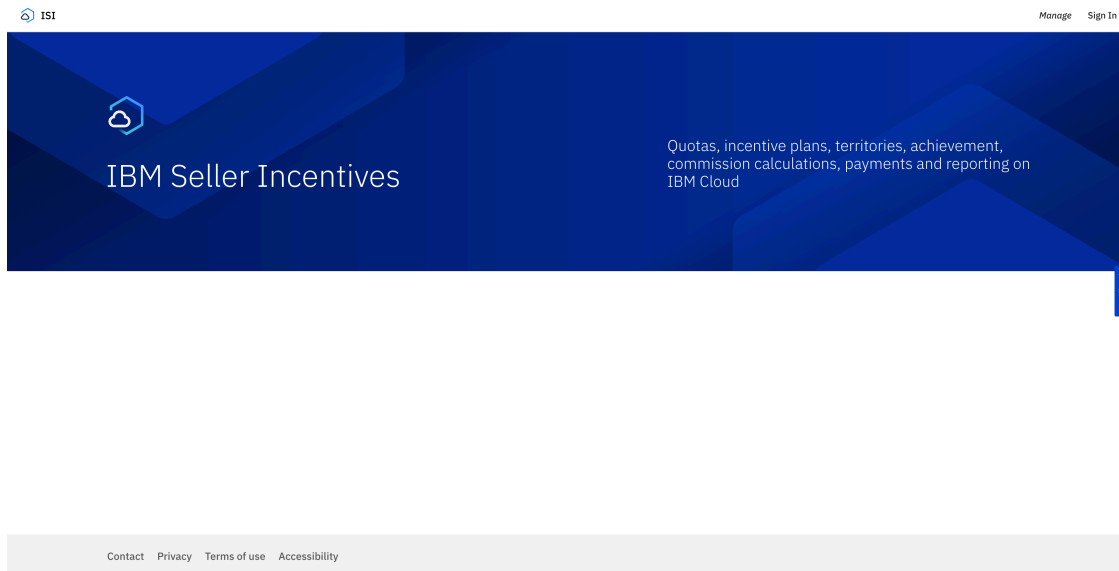 ISI
Manage Sign In
IBM Seller Incentives
Quotas, incentive plans, territories, achievement,
commission calculations, payments and reporting on
IBM Cloud
Contact Privacy Terms of use Accessibility